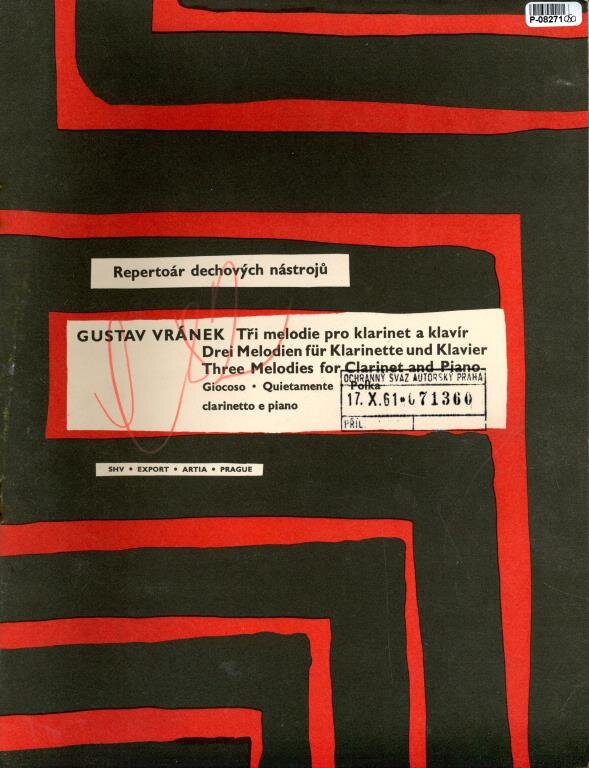 P-08271
Repertoár dechových nástrojů
GUSTAV VRÁNEK Tři melodie pro klarinet a klavír
Drei Melodien für Klarinette und Klavier
Three Melodies for Clarinet and Piano
Giocoso • Quietamente Polka
clarinetto e piano
OCHRANNÝ SVAZ AUTORSKÝ PRAHA
17. X. 61 • 071360
PŘÍL.
SHV • EXPORT • ARTIA • PRAGUE